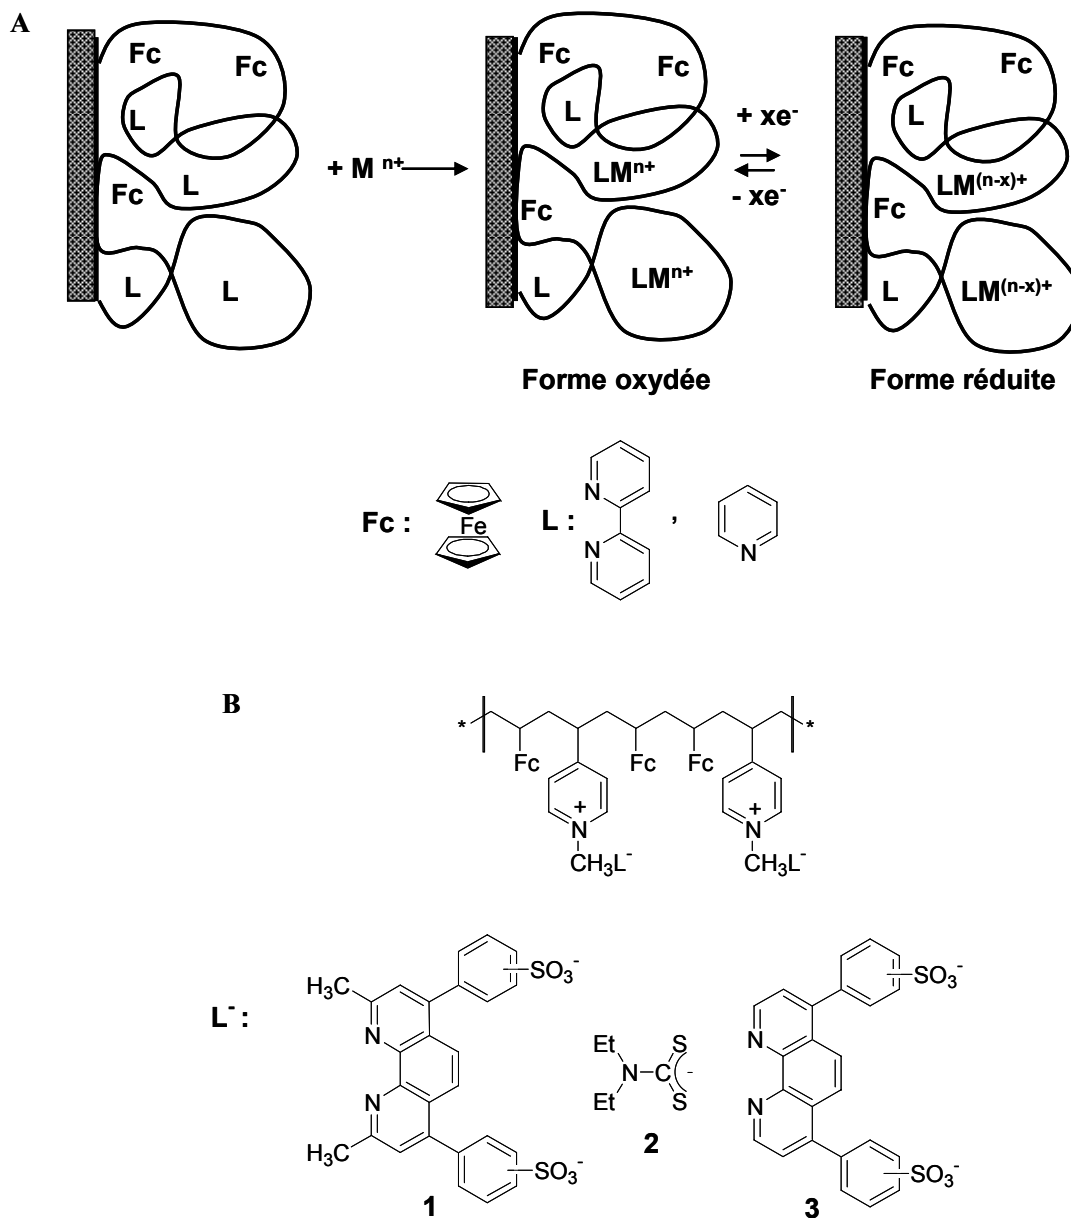 A
Fc Fc Fc Fc Fc Fc
L L L
+ xe-
+ M n+
Fc L Fc LMn+ - xe- Fc LM(n-x)+
L L L LMn+ L LM(n-x)+
Forme oxydée Forme réduite
Fc : Fe L : N N , N
B
* *
Fc Fc Fc
+ +
N N
CH3L- CH3L-
L- :
H3C N N H3C SO3- SO3-
Et N C S S - Et
N N SO3- SO3-
1 2 3